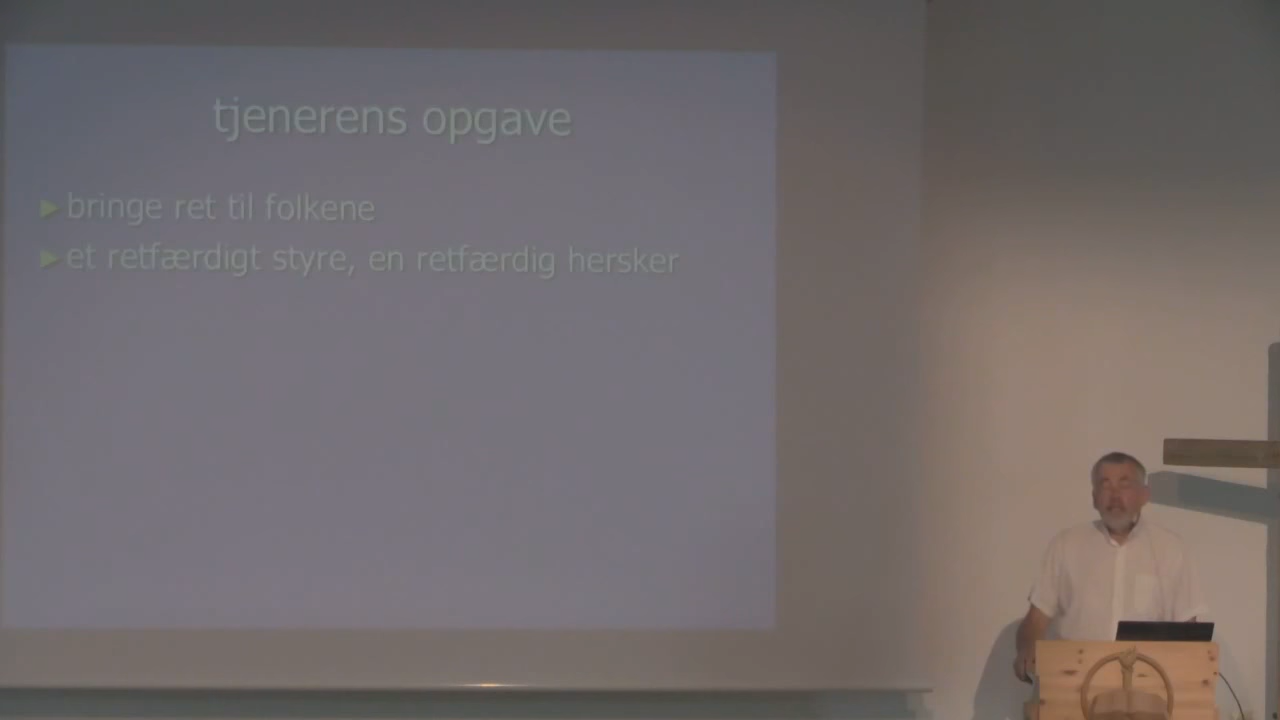 tjenerens opgave
►bringe ret til folkene
►et retfærdigt styre, en retfærdig hersker